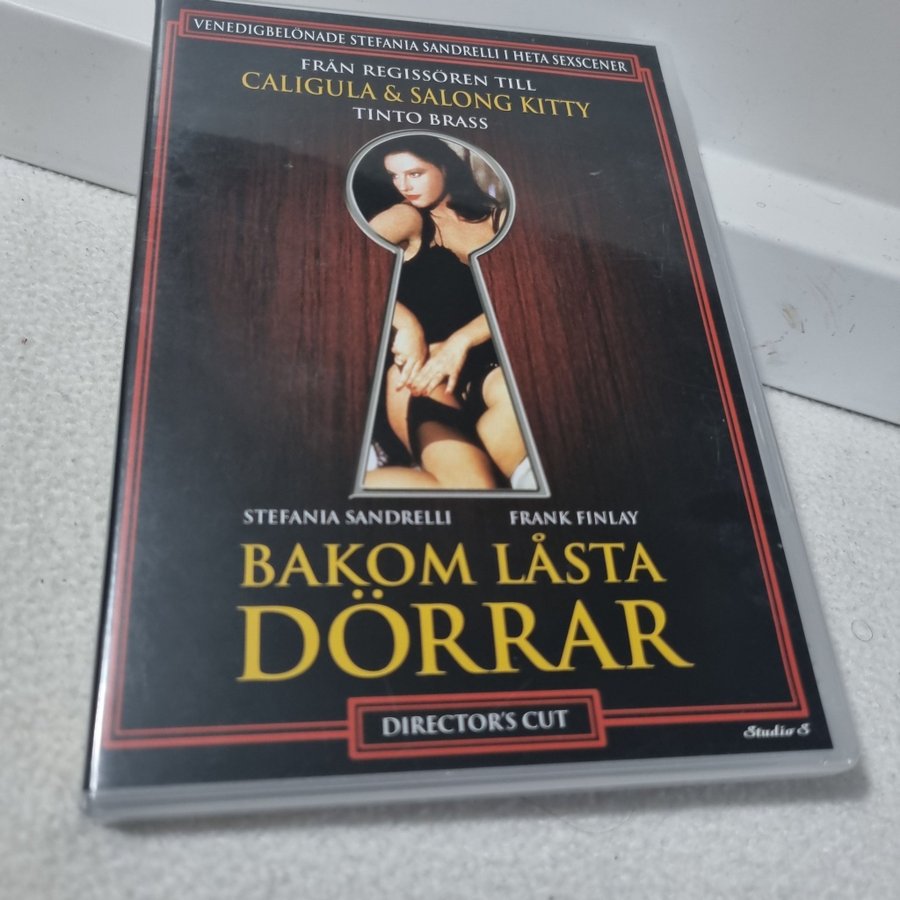 VENEDIGBELÖNADE STEFANIA SANDRELLI I HETA SEXSCENER
FRÅN REGISSÖREN TILL
CALIGULA & SALONG KITTY
TINTO BRASS
STEFANIA SANDRELLI FRANK FINLAY
BAKOM LÅSTA
DÖRRAR
DIRECTOR'S CUT
Studio S